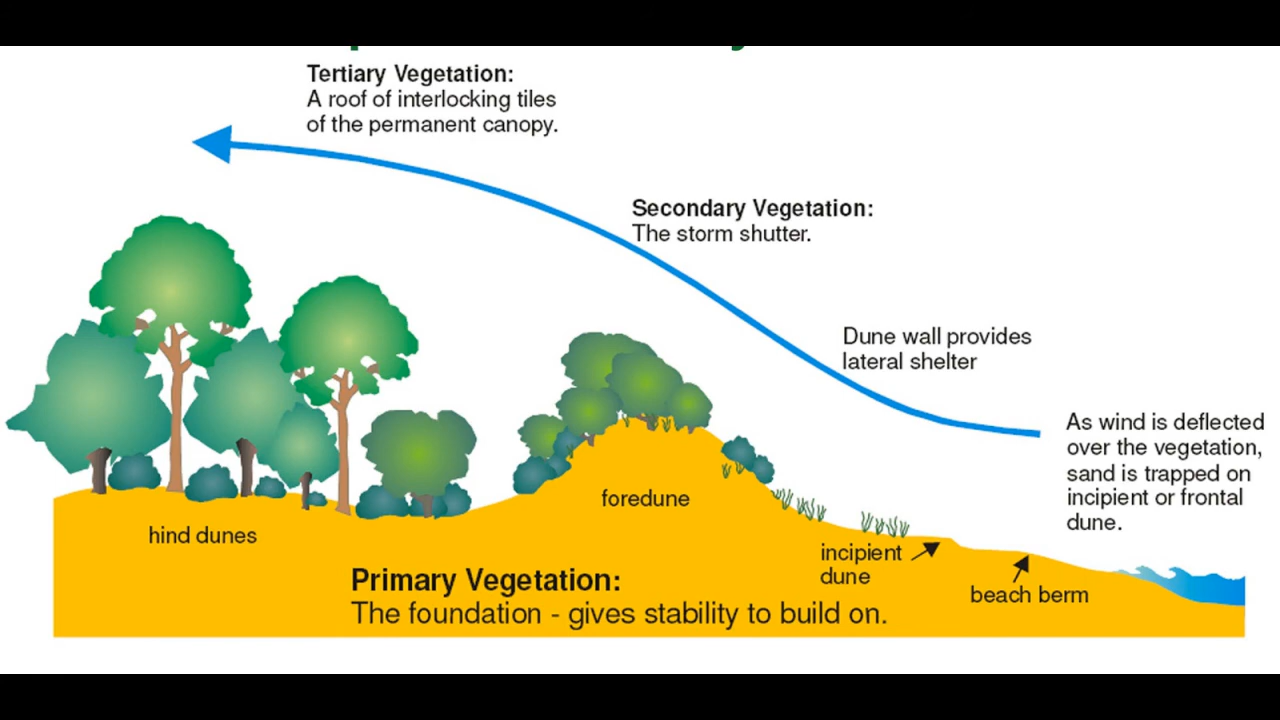 Tertiary Vegetation:
A roof of interlocking tiles
of the permanent canopy.
Secondary Vegetation:
The storm shutter.
Dune wall provides
lateral shelter
As wind is deflected
over the vegetation,
sand is trapped on
incipient or frontal
dune.
foredune
hind dunes
incipient
dune
beach berm
Primary Vegetation:
The foundation - gives stability to build on.